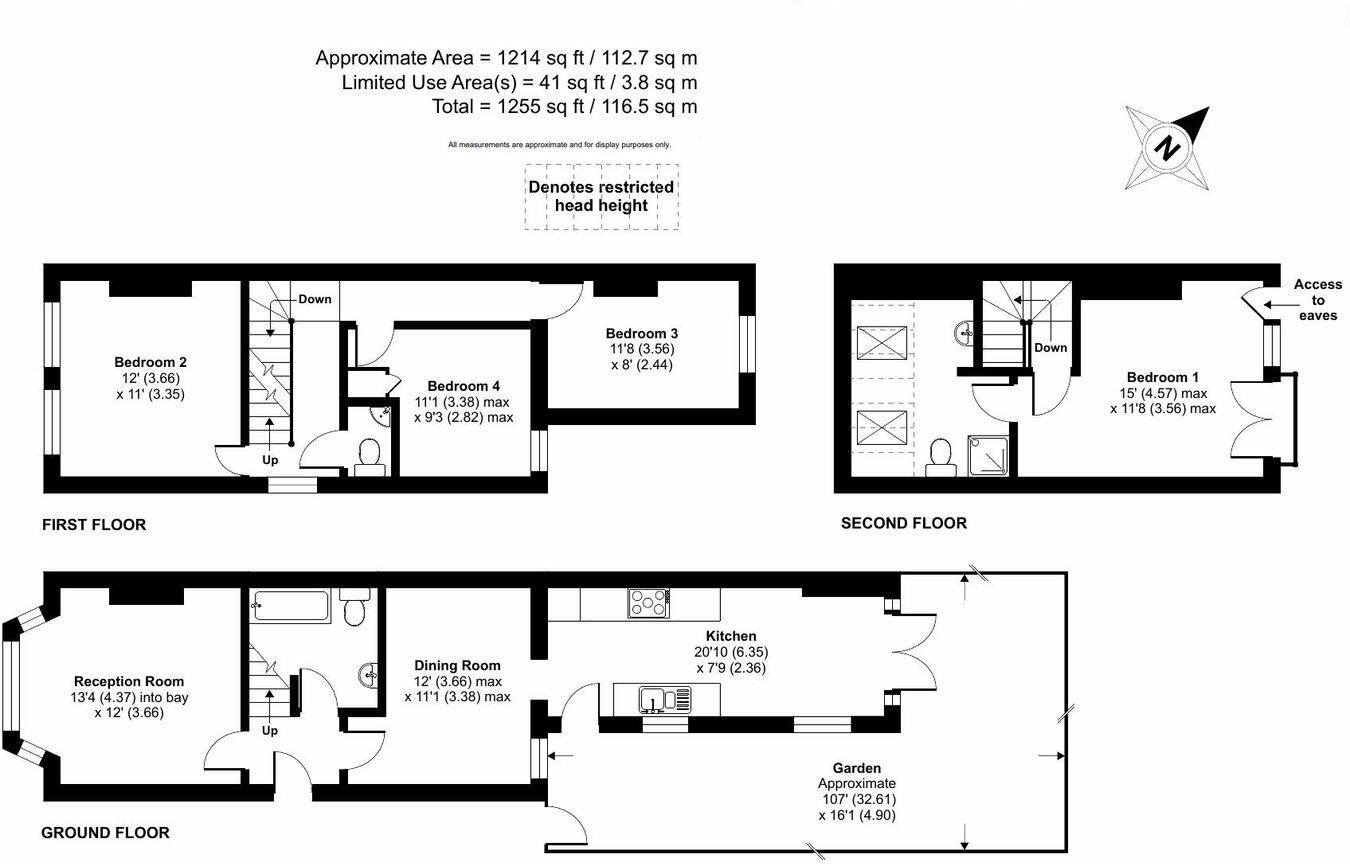 Approximate Area = 1214 sq ft / 112.7 sq m
Limited Use Area(s) = 41 sq ft / 3.8 sq m
Total = 1255 sq ft / 116.5 sq m
All measurements are approximate and for display purposes only.
Denotes restricted
head height
N
Bedroom 2
12' (3.66)
x 11' (3.35)
Down
Up
Bedroom 4
11'1 (3.38) max
x 9'3 (2.82) max
Bedroom 3
11'8 (3.56)
x 8' (2.44)
FIRST FLOOR
Down
Bedroom 1
15' (4.57) max
x 11'8 (3.56) max
Access
to
eaves
SECOND FLOOR
Reception Room
13'4 (4.37) into bay
x 12' (3.66)
Up
Dining Room
12' (3.66) max
x 11'1 (3.38) max
Kitchen
20'10 (6.35)
x 7'9 (2.36)
Garden
Approximate
107' (32.61)
x 16'1 (4.90)
GROUND FLOOR